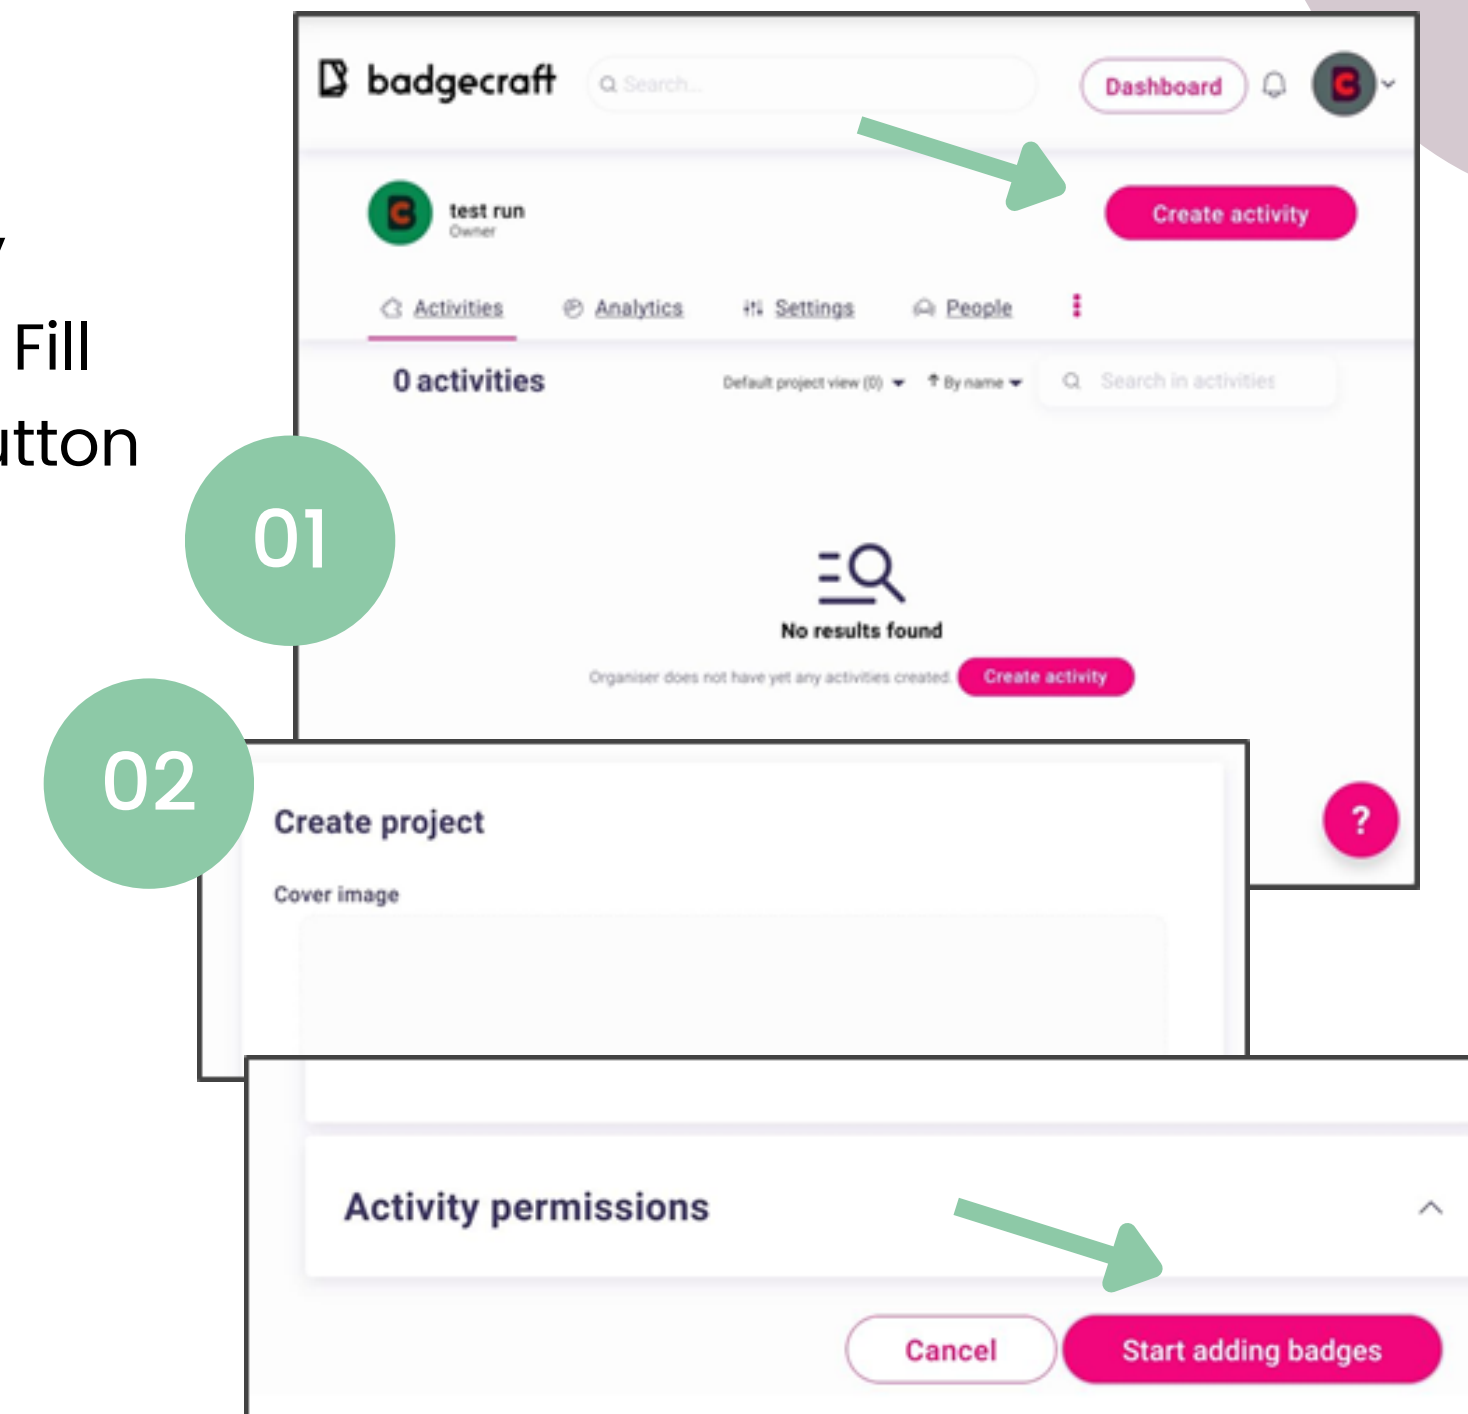 badgecraft
Search...
Dashboard
test run
Owner
Create activity
Activities Analytics Settings People
0 activities
Default project view (0) By name Search in activities
Fill
01
No results found
Organiser does not have yet any activities created. Create activity
02
Create project
?
Cover image
Activity permissions
Cancel Start adding badges